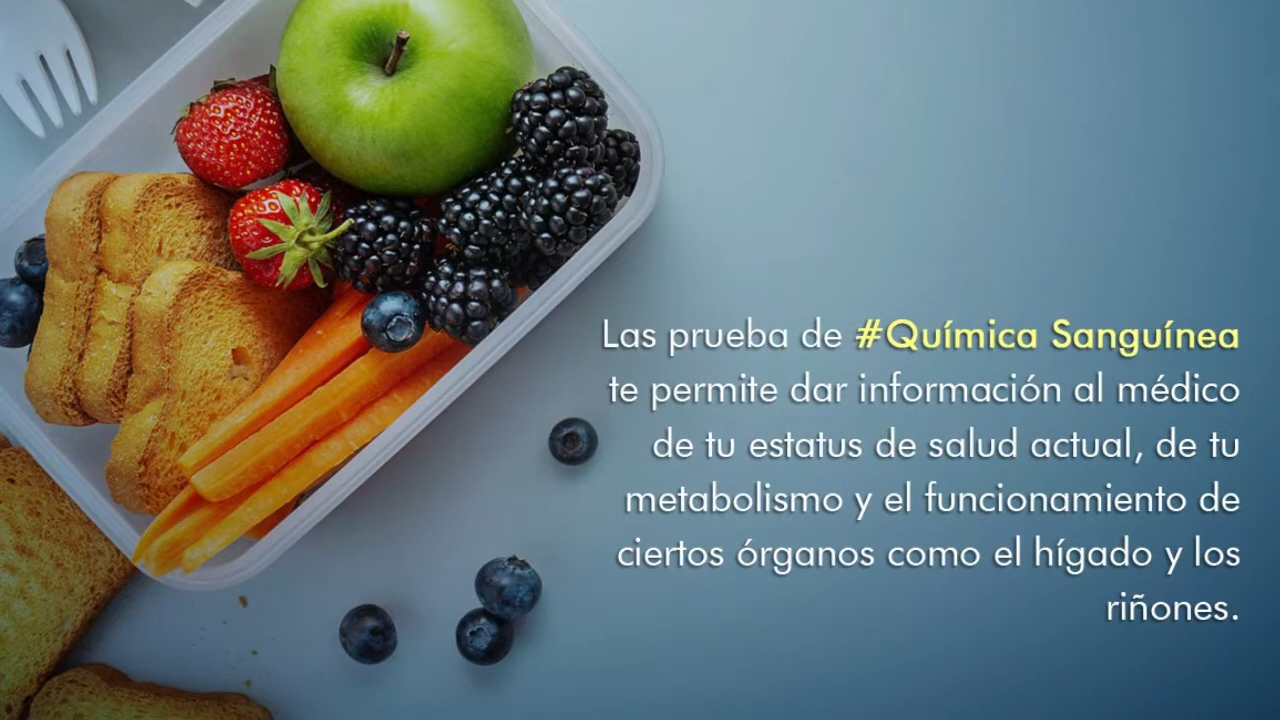 Las prueba de #Química Sanguínea
te permite dar información al médico
de tu estatus de salud actual, de tu
metabolismo y el funcionamiento de
ciertos órganos como el hígado y los
riñones.